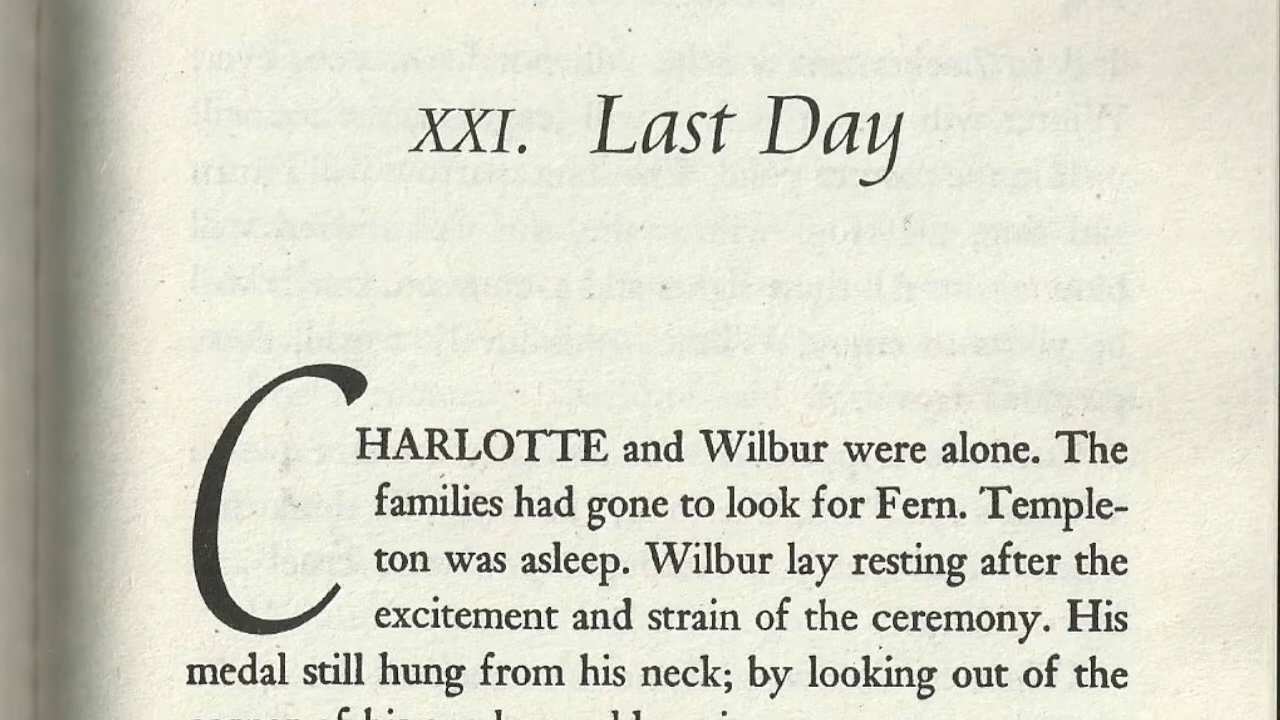 XXI. Last Day
CHARLOTTE and Wilbur were alone. The
families had gone to look for Fern. Temple-
ton was asleep. Wilbur lay resting after the
excitement and strain of the ceremony. His
medal still hung from his neck; by looking out of the